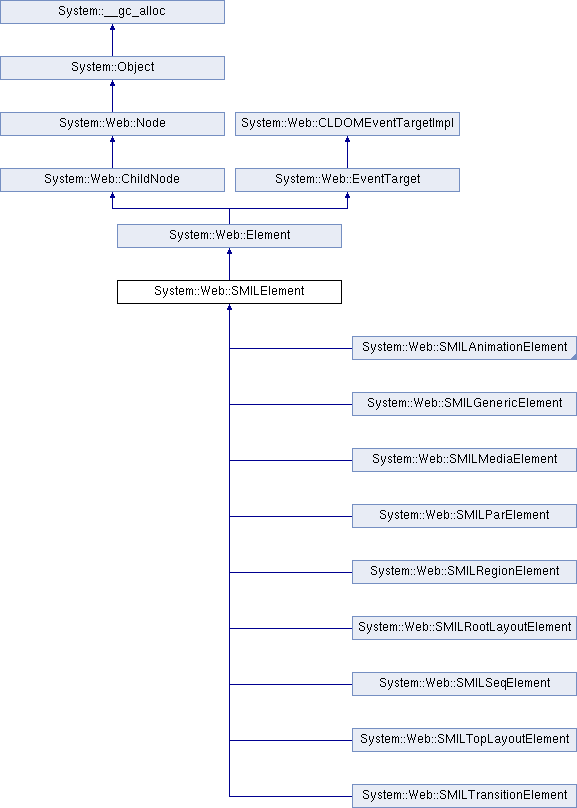 System::__gc_alloc
System::Object
System::Web::Node
System::Web::CLDOMEventTargetImpl
System::Web::ChildNode
System::Web::EventTarget
System::Web::Element
System::Web::SMILElement
System::Web::SMILAnimationElement
System::Web::SMILGenericElement
System::Web::SMILMediaElement
System::Web::SMILParElement
System::Web::SMILRegionElement
System::Web::SMILRootLayoutElement
System::Web::SMILSeqElement
System::Web::SMILTopLayoutElement
System::Web::SMILTransitionElement